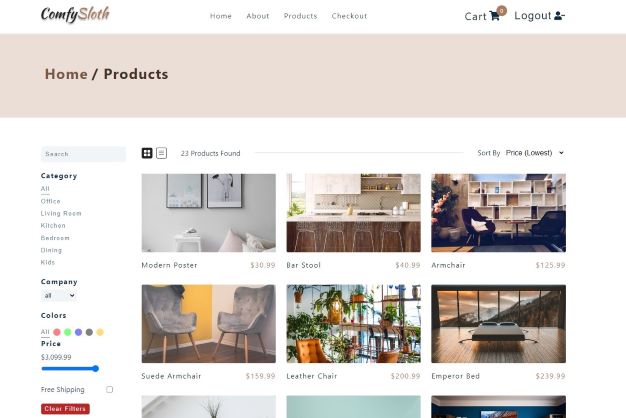 ComfySloth
Home About Products Checkout
Cart 0 Logout
Home / Products
Search
23 Products Found
Sort By Price (Lowest)
Category
All
Office
Living Room
Kitchen
Bedroom
Dining
Kids
Company
all
Colors
All
Price
$3,099.99
Free Shipping
Clear Filters
Modern Poster $30.99
Bar Stool $40.99
Armchair $125.99
Suede Armchair $159.99
Leather Chair $200.99
Emperor Bed $239.99